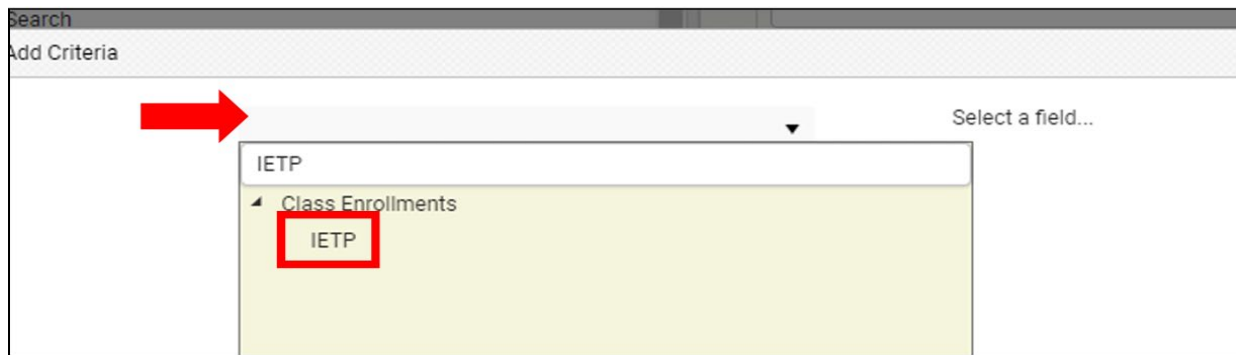 Search
Add Criteria
Select a field...
IETP
Class Enrollments
IETP